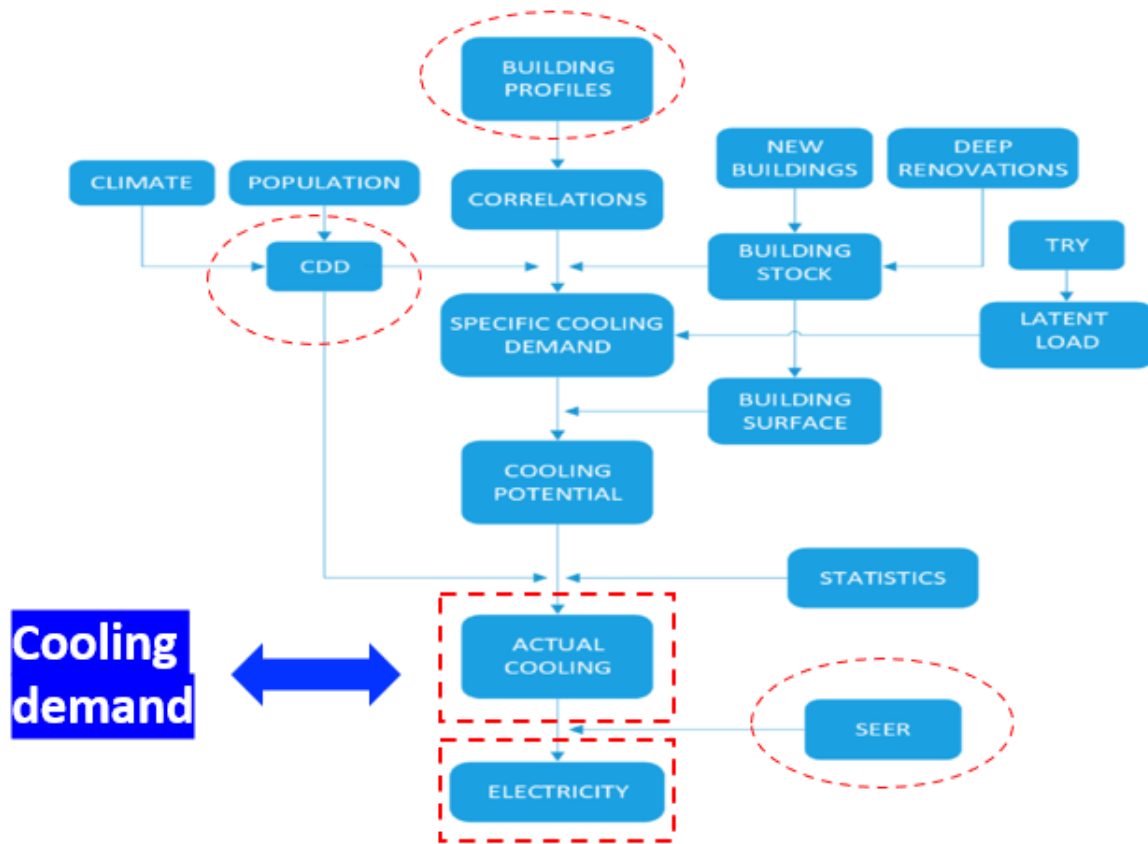 BUILDING
PROFILES
NEW
BUILDINGS
DEEP
RENOVATIONS
CLIMATE
POPULATION
CORRELATIONS
CDD
BUILDING
STOCK
TRY
SPECIFIC COOLING
DEMAND
LATENT
LOAD
BUILDING
SURFACE
COOLING
POTENTIAL
STATISTICS
Cooling
demand
ACTUAL
COOLING
SEER
ELECTRICITY